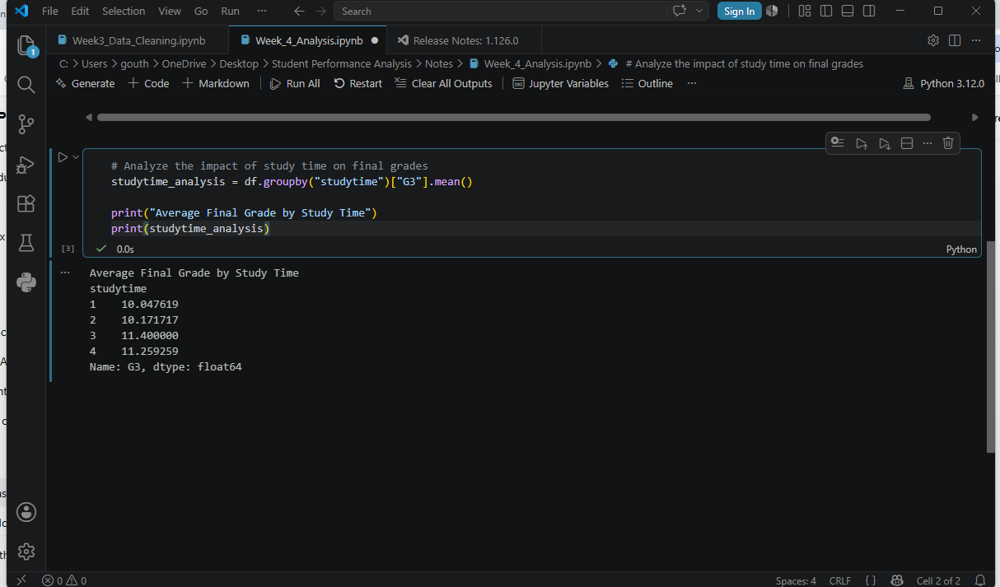 File Edit Selection View Go Run ··· Search Sign In
1
Week3_Data_Cleaning.ipynb Week_4_Analysis.ipynb Release Notes: 1.126.0
C: > Users > gouth > OneDrive > Desktop > Student Performance Analysis > Notes > Week_4_Analysis.ipynb > # Analyze the impact of study time on final grades
Generate + Code + Markdown Run All Restart Clear All Outputs Jupyter Variables Outline ··· Python 3.12.0
# Analyze the impact of study time on final grades
studytime_analysis = df.groupby("studytime")["G3"].mean()
print("Average Final Grade by Study Time")
print(studytime_analysis)
[3] 0.0s Python
Average Final Grade by Study Time
studytime
1 10.047619
2 10.171717
3 11.400000
4 11.259259
Name: G3, dtype: float64
0 0 Spaces: 4 CRLF { } Cell 2 of 2